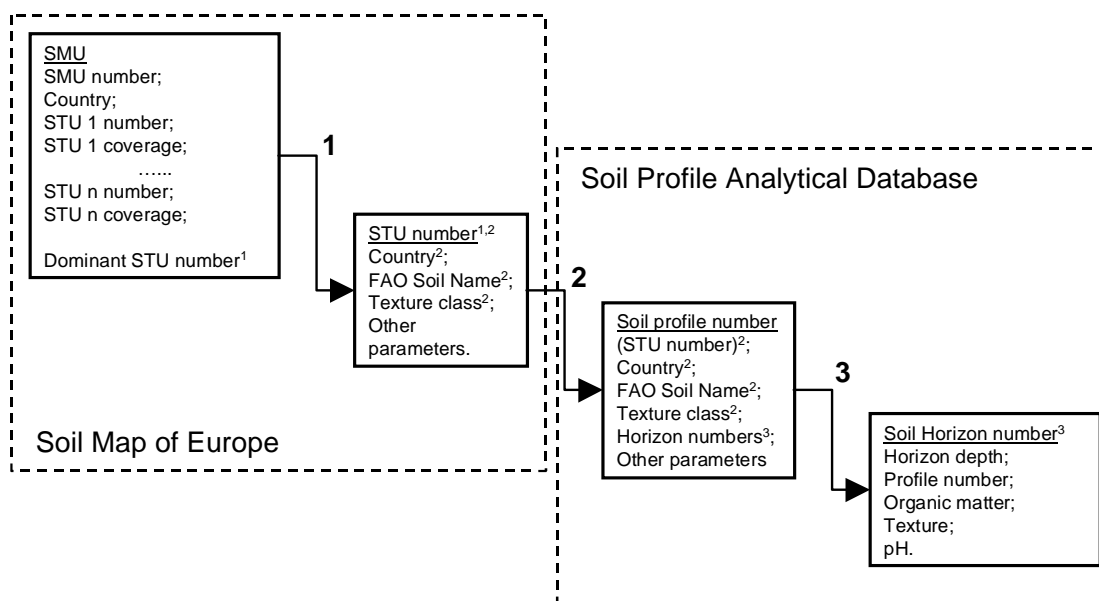 SMU
SMU number;
Country;
STU 1 number;
STU 1 coverage;
…...
STU n number;
STU n coverage;
Dominant STU number¹
1
STU number¹,²
Country²;
FAO Soil Name²;
Texture class²;
Other
parameters.
Soil Map of Europe
2
Soil Profile Analytical Database
Soil profile number
(STU number)²;
Country²;
FAO Soil Name²;
Texture class²;
Horizon numbers³;
Other parameters
3
Soil Horizon number³
Horizon depth;
Profile number;
Organic matter;
Texture;
pH.